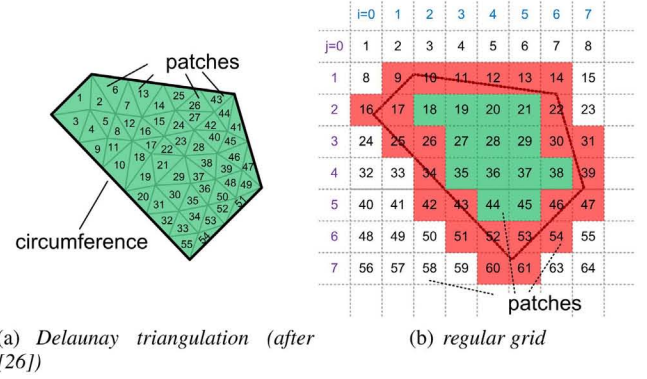 patches
6 13 25 43
1 2 7 14 26
44
3 4 5 12 15 24 27 42 41
8 16 23 40 45
9 11 17 22 28
10 18 21 38 39 46 47
19 29 37 48 49
20 30 36 50 51
31 35 52
32 34 53
33 54
55
circumference
(a) Delaunay triangulation (after
[26])
i=0 1 2 3 4 5 6 7
j=0 1 2 3 4 5 6 7 8
1 8 9 10 11 12 13 14 15
2 16 17 18 19 20 21 22 23
3 24 25 26 27 28 29 30 31
4 32 33 34 35 36 37 38 39
5 40 41 42 43 44 45 46 47
6 48 49 50 51 52 53 54 55
7 56 57 58 59 60 61 63 64
patches
(b) regular grid